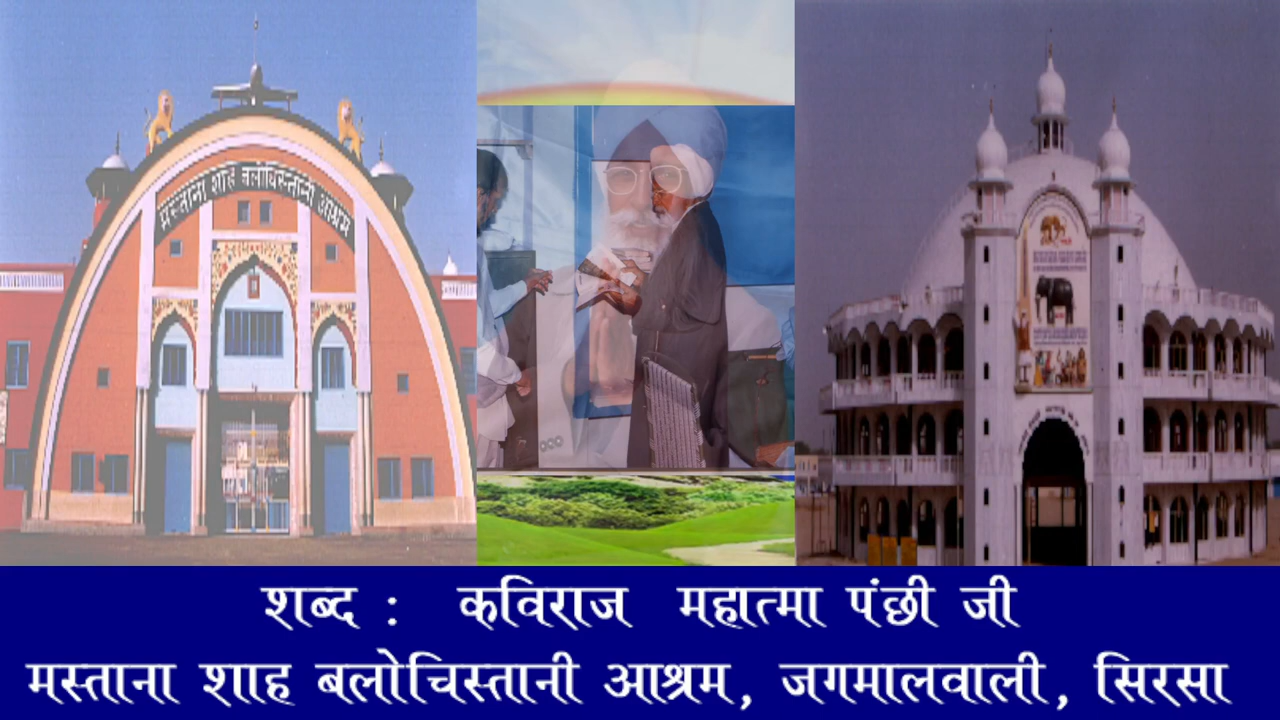 मस्ताना शाह बलोचिस्तानी आश्रम
शब्द : कविराज महात्मा पंछी जी
मस्ताना शाह बलोचिस्तानी आश्रम, जगमालवाली, सिरसा